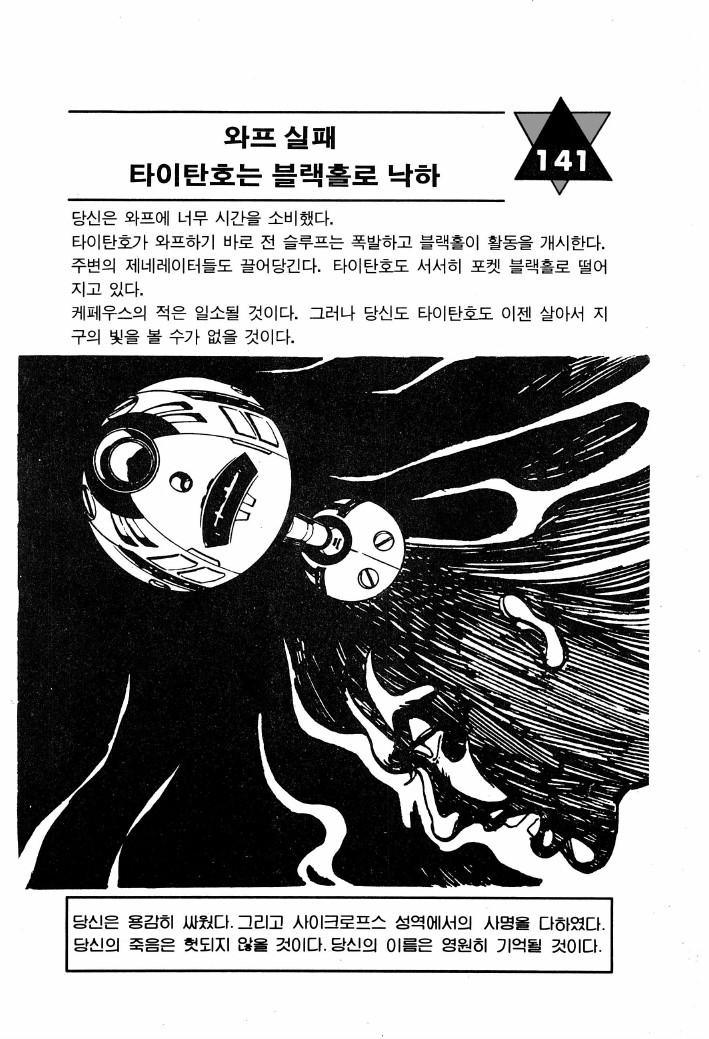 와프 실패
타이탄호는 블랙홀로 낙하
141
당신은 와프에 너무 시간을 소비했다.
타이탄호가 와프하기 바로 전 슬루프는 폭발하고 블랙홀이 활동을 개시한다.
주변의 제네레이터들도 끌어당긴다. 타이탄호도 서서히 포켓 블랙홀로 떨어
지고 있다.
케페우스의 적은 일소될 것이다. 그러나 당신도 타이탄호도 이젠 살아서 지
구의 빛을 볼 수가 없을 것이다.
당신은 용감히 싸웠다. 그리고 사이크로프스 성역에서의 사명을 다하였다.
당신의 죽음은 헛되지 않을 것이다. 당신의 이름은 영원히 기억될 것이다.